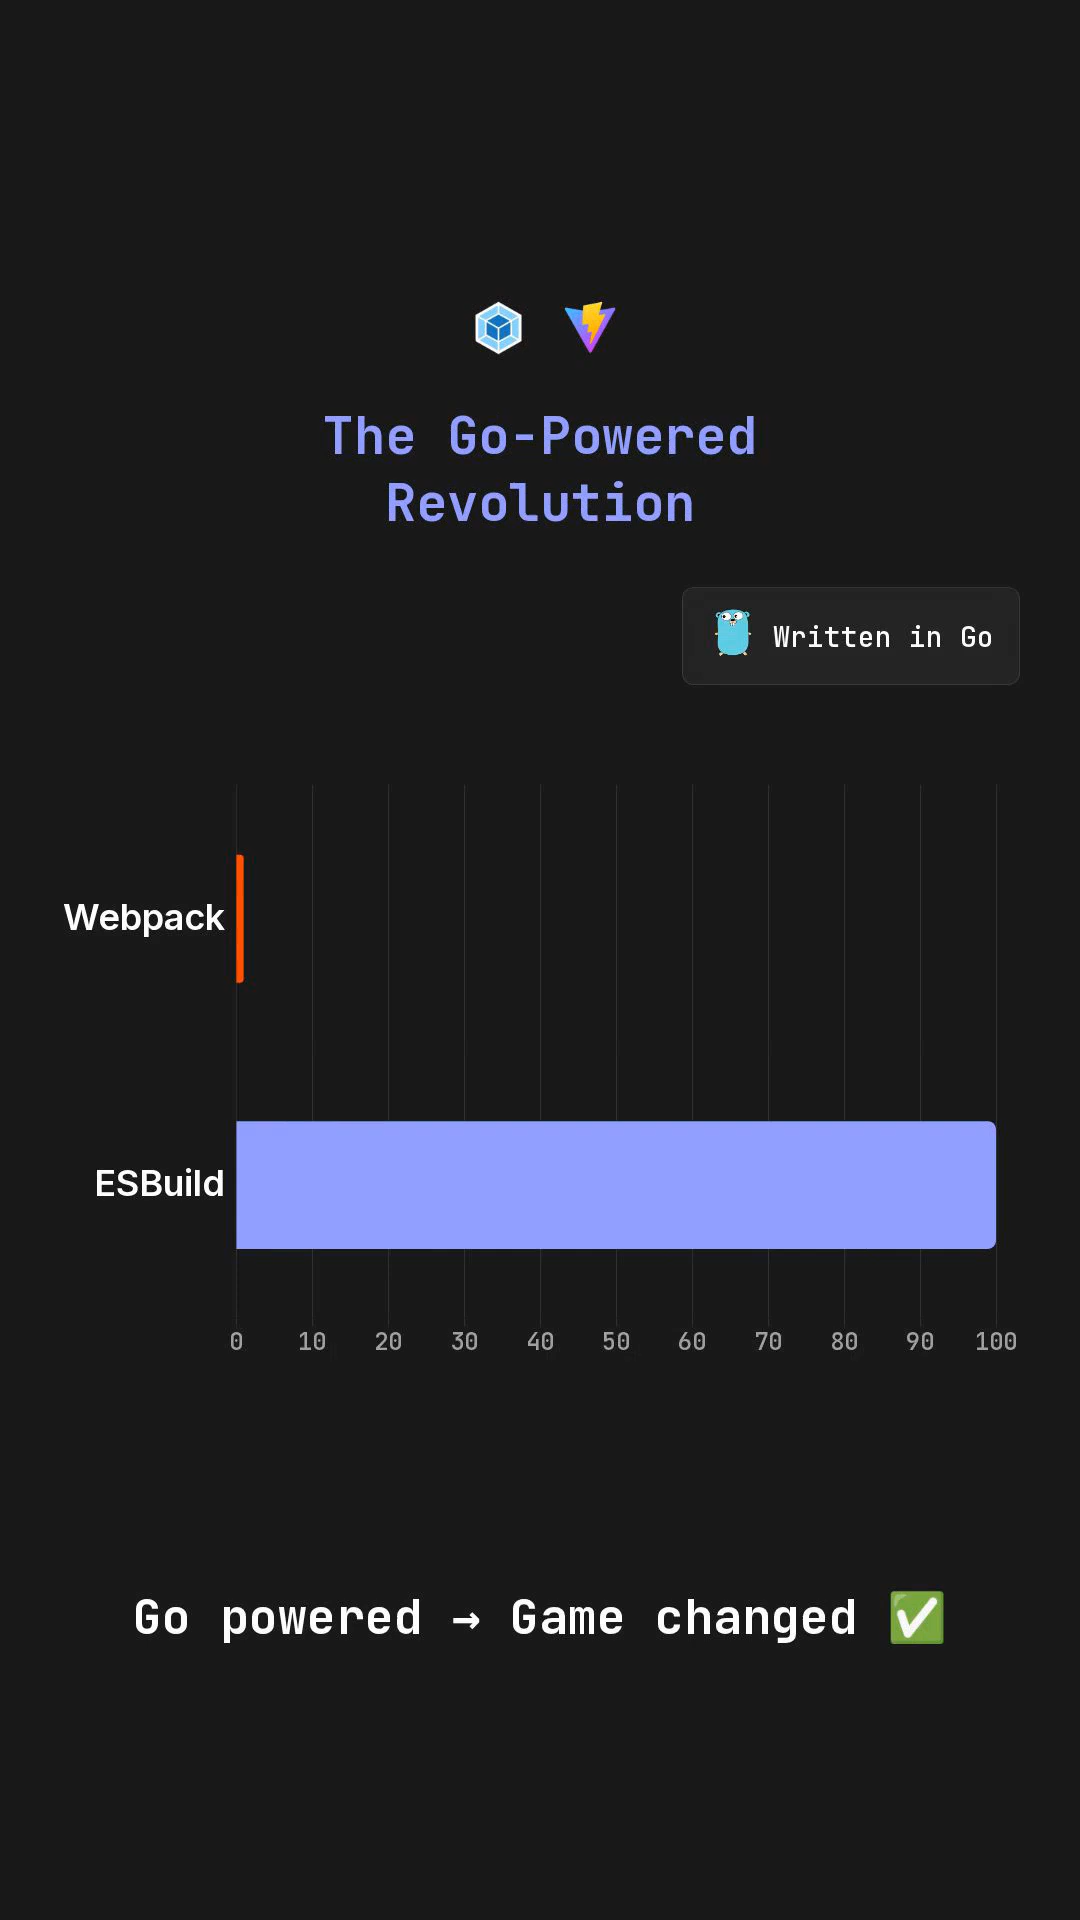 The Go-Powered
Revolution
Written in Go
Webpack
ESBuild
0 10 20 30 40 50 60 70 80 90 100
Go powered → Game changed ✅